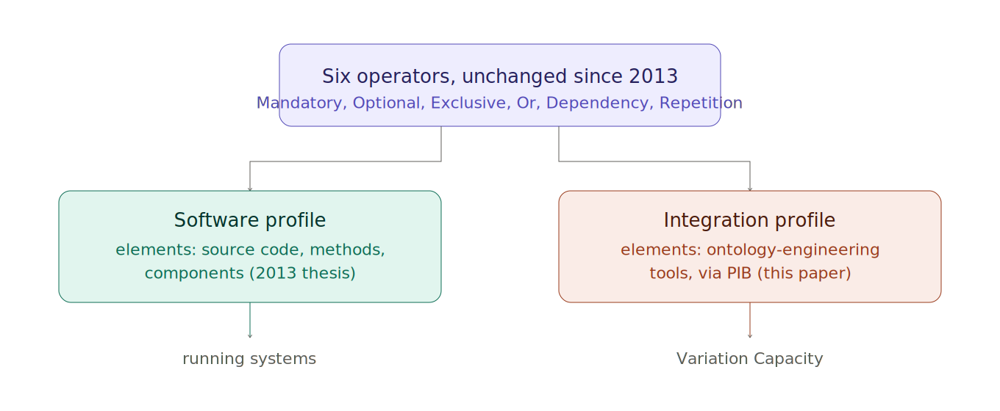 Six operators, unchanged since 2013
Mandatory, Optional, Exclusive, Or, Dependency, Repetition
Software profile
elements: source code, methods,
components (2013 thesis)
Integration profile
elements: ontology-engineering
tools, via PIB (this paper)
running systems
Variation Capacity